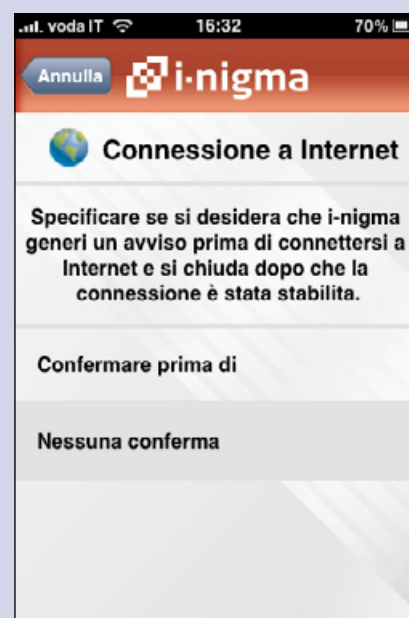 voda IT 16:32 70%
Annulla i-nigma
Connessione a Internet
Specificare se si desidera che i-nigma
generi un avviso prima di connettersi a
Internet e si chiuda dopo che la
connessione è stata stabilita.
Confermare prima di
Nessuna conferma